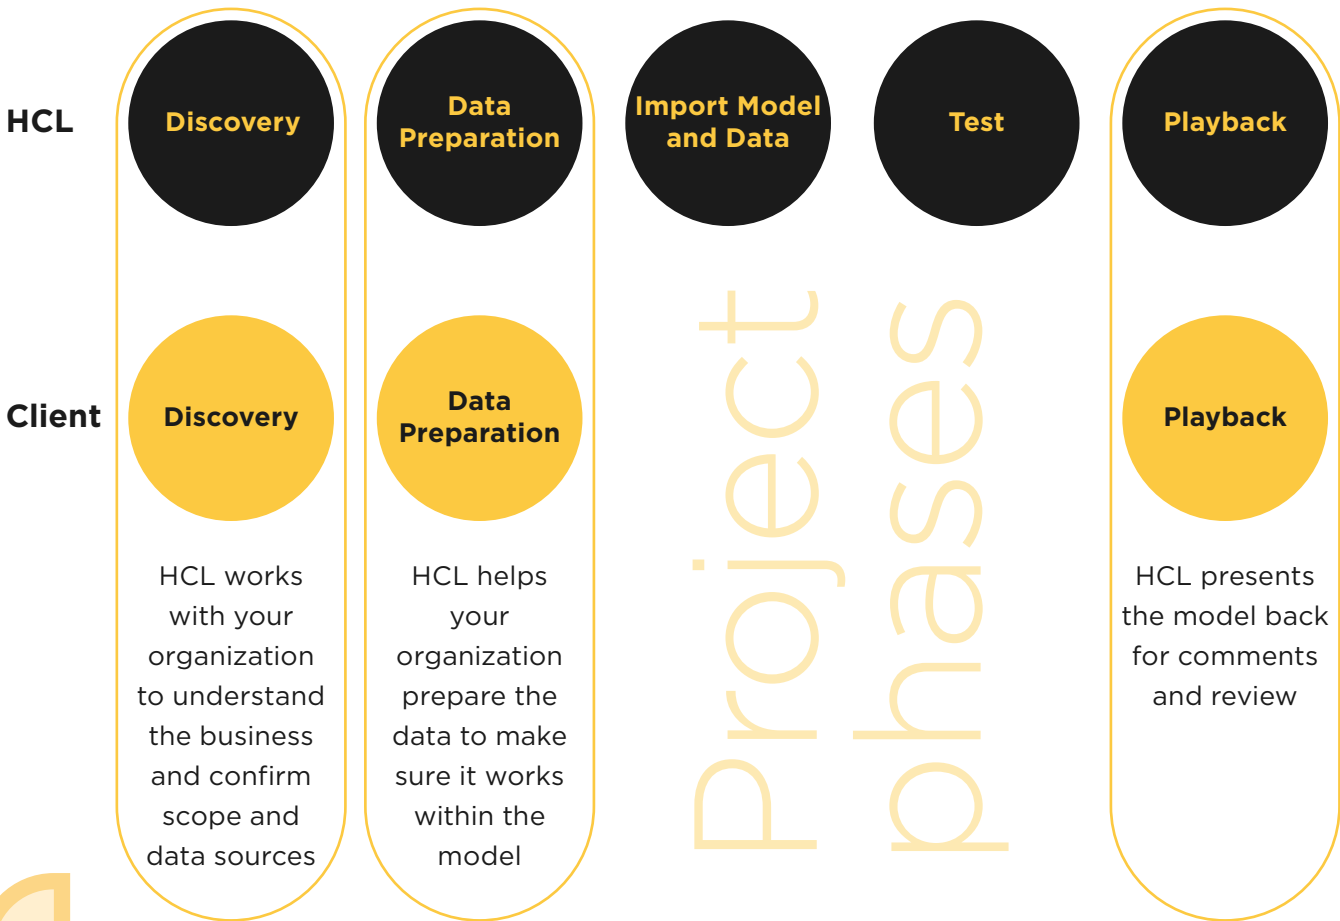 HCL
Discovery
Data
Preparation
Import Model
and Data
Test
Playback
Client
Discovery
Data
Preparation
Playback
HCL works
with your
organization
to understand
the business
and confirm
scope and
data sources
HCL helps
your
organization
prepare the
data to make
sure it works
within the
model
Project
phases
HCL presents
the model back
for comments
and review